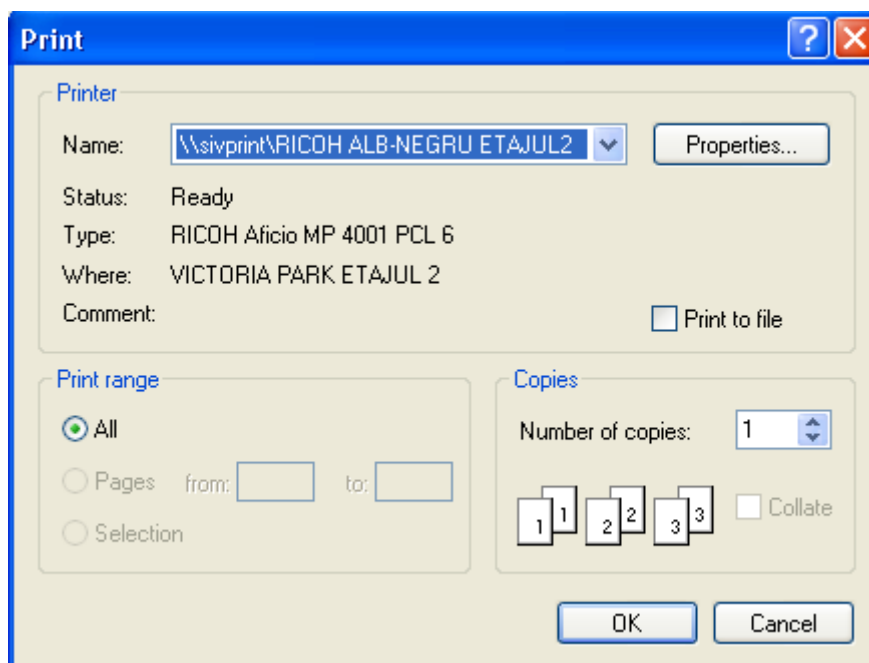 Print
Printer
Name: \\sivprint\RICOH ALB-NEGRU ETAJUL2 Properties...
Status: Ready
Type: RICOH Aficio MP 4001 PCL 6
Where: VICTORIA PARK ETAJUL 2
Comment:
Print to file
Print range
All
Pages from: to:
Selection
Copies
Number of copies: 1
1 1 2 2 3 3
Collate
OK Cancel